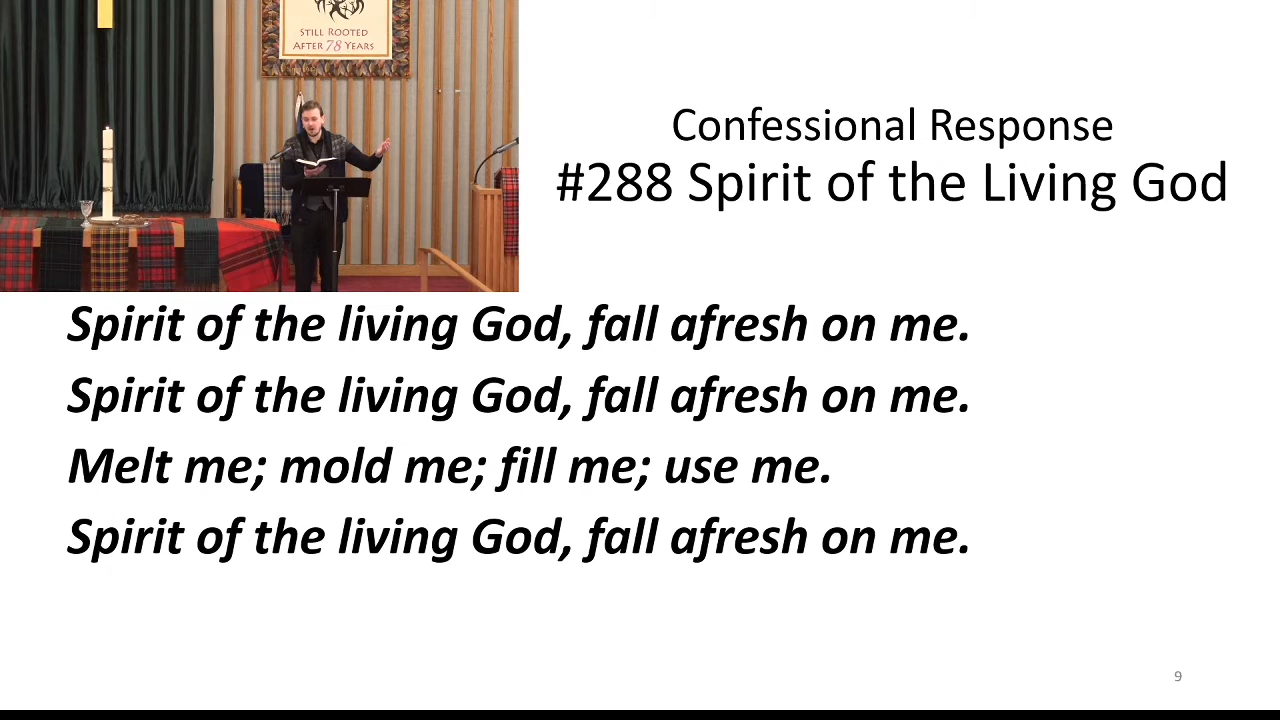 STILL ROOTED
AFTER 78 YEARS
Confessional Response
#288 Spirit of the Living God
Spirit of the living God, fall afresh on me.
Spirit of the living God, fall afresh on me.
Melt me; mold me; fill me; use me.
Spirit of the living God, fall afresh on me.
9